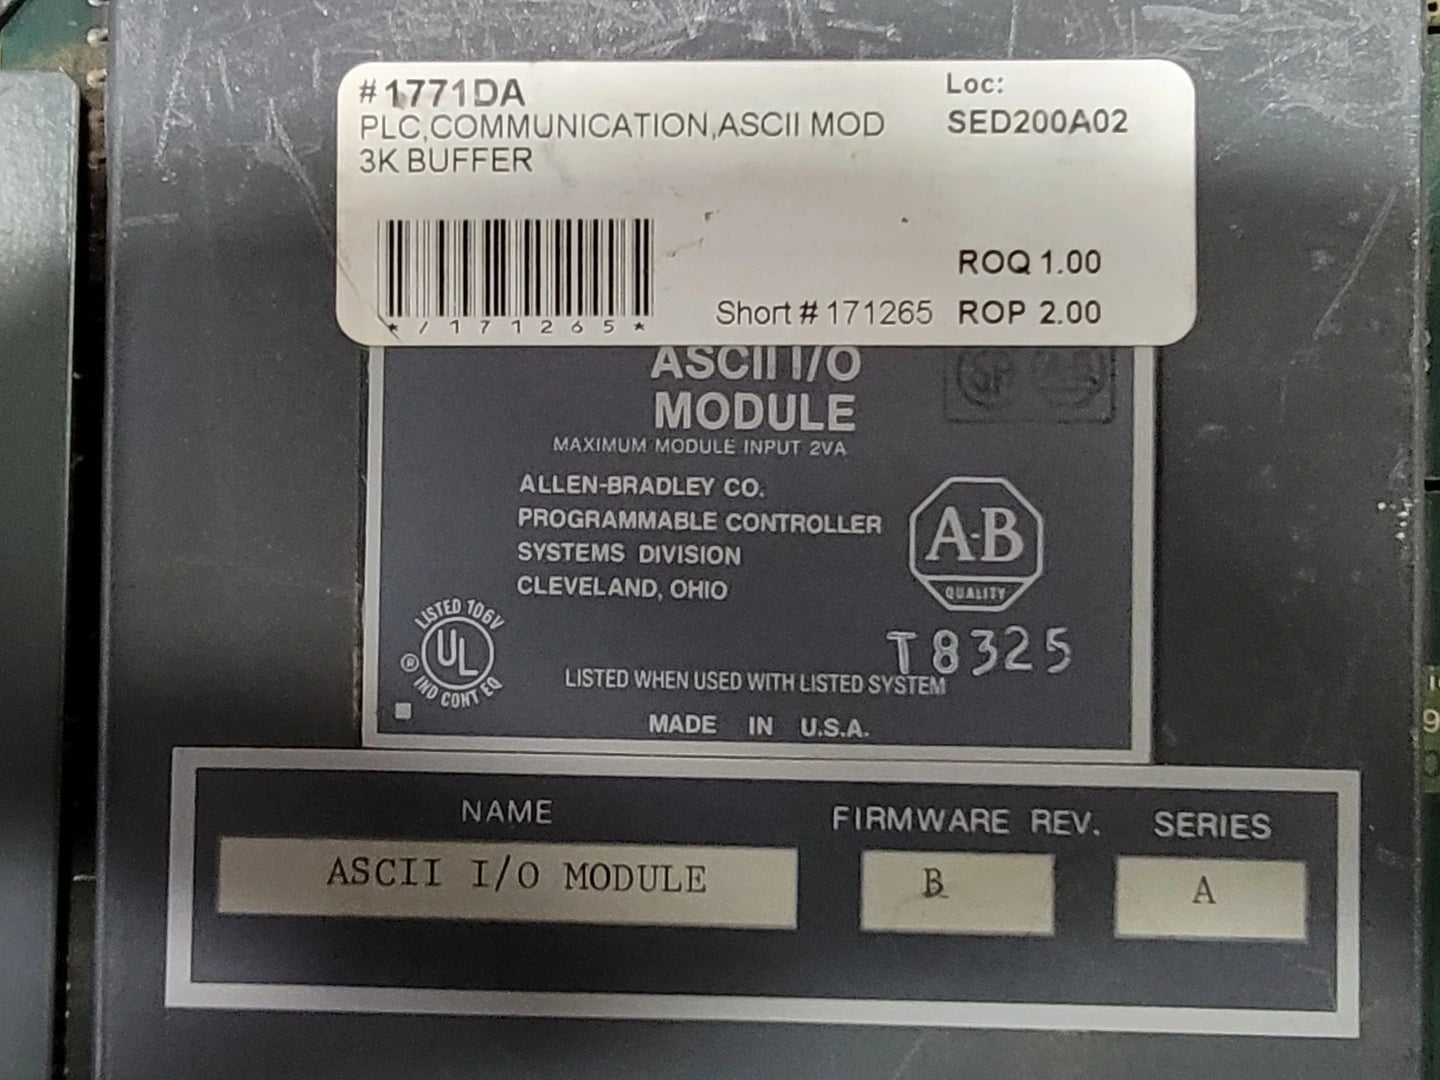 #1771DA
PLC,COMMUNICATION,ASCII MOD
3K BUFFER
Loc:
SED200A02
ROQ 1.00
Short # 171265 ROP 2.00
*/171265*
ASCII I/O
MODULE
MAXIMUM MODULE INPUT 2VA
ALLEN-BRADLEY CO.
PROGRAMMABLE CONTROLLER
SYSTEMS DIVISION
CLEVELAND, OHIO
A-B
QUALITY
LISTED 106V
UL
®
IND CONT EQ
T8325
LISTED WHEN USED WITH LISTED SYSTEM
MADE IN U.S.A.
NAME
FIRMWARE REV.
SERIES
ASCII I/O MODULE
B
A